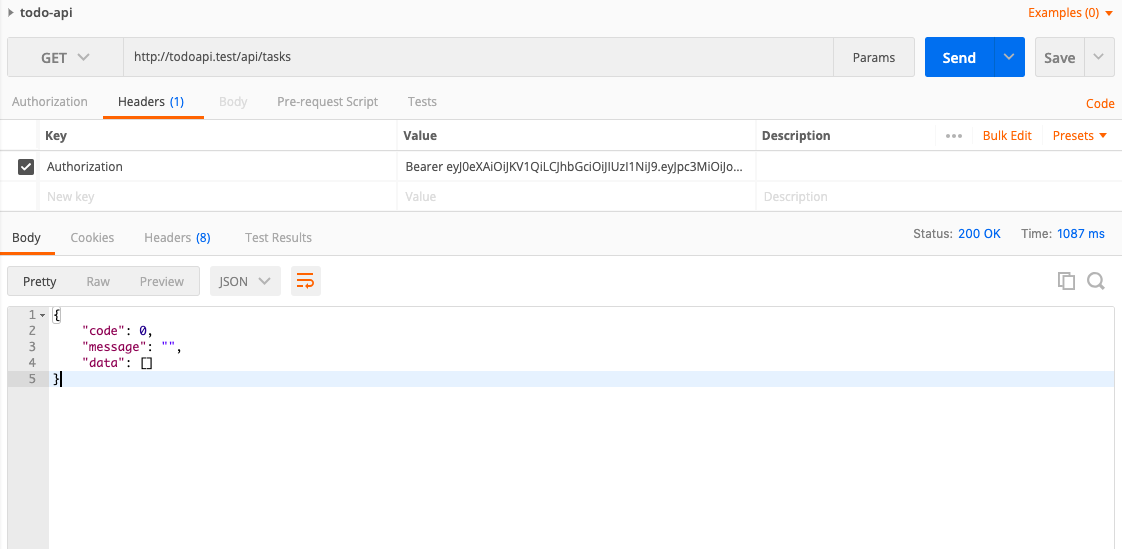 todo-api Examples (0)
GET http://todoapi.test/api/tasks Params Send Save
Authorization Headers (1) Body Pre-request Script Tests Code
Key Value Description ••• Bulk Edit Presets
Authorization Bearer eyJ0eXAiOiJKV1QiLCJhbGciOiJIUzI1NiJ9.eyJpc3MiOiJo...
New key Value Description
Body Cookies Headers (8) Test Results Status: 200 OK Time: 1087 ms
Pretty Raw Preview JSON
1 {
2 "code": 0,
3 "message": "",
4 "data": []
5 }